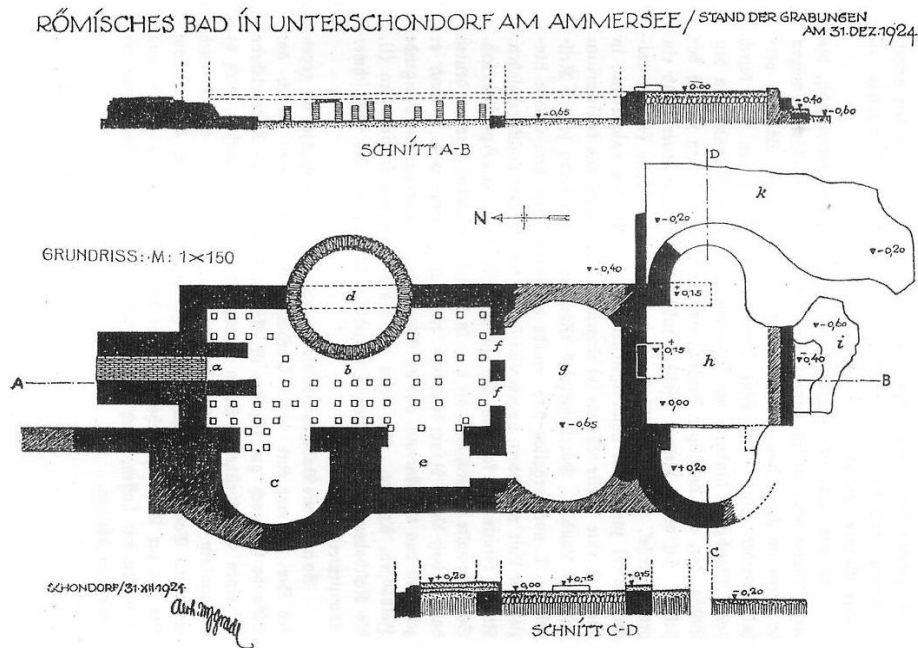 RÖMISCHES BAD IN UNTERSCHONDORF AM AMMERSEE / STAND DER GRABUNGEN
AM 31.DEZ.1924
0.00
-0,40
-0,60
-0,65
SCHNITT A-B
D
k
-0,20
N
-0,20
GRUNDRISS: M: 1×150
-0,40
d
+0,15
-0,60
i
f
a
b
g
+0,15
h
-0,40
A
B
f
0,00
-0,65
e
c
+0,20
C
SCHONDORF/31.XII.1924
+0,20
0,00
+0,15
+0,15
-0,20
SCHNITT C-D